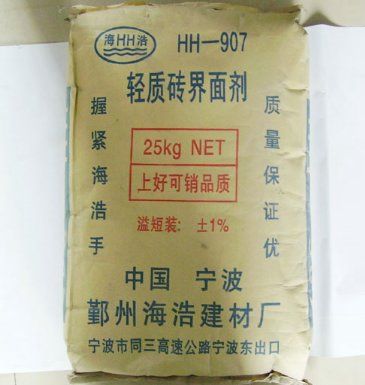 海HH浩
HH—907
轻质砖界面剂
握紧海浩手
质量保证优
25kg NET
上好可销品质
溢短装: ±1%
中国 宁波
鄞州海浩建材厂
宁波市同三高速公路宁波东出口